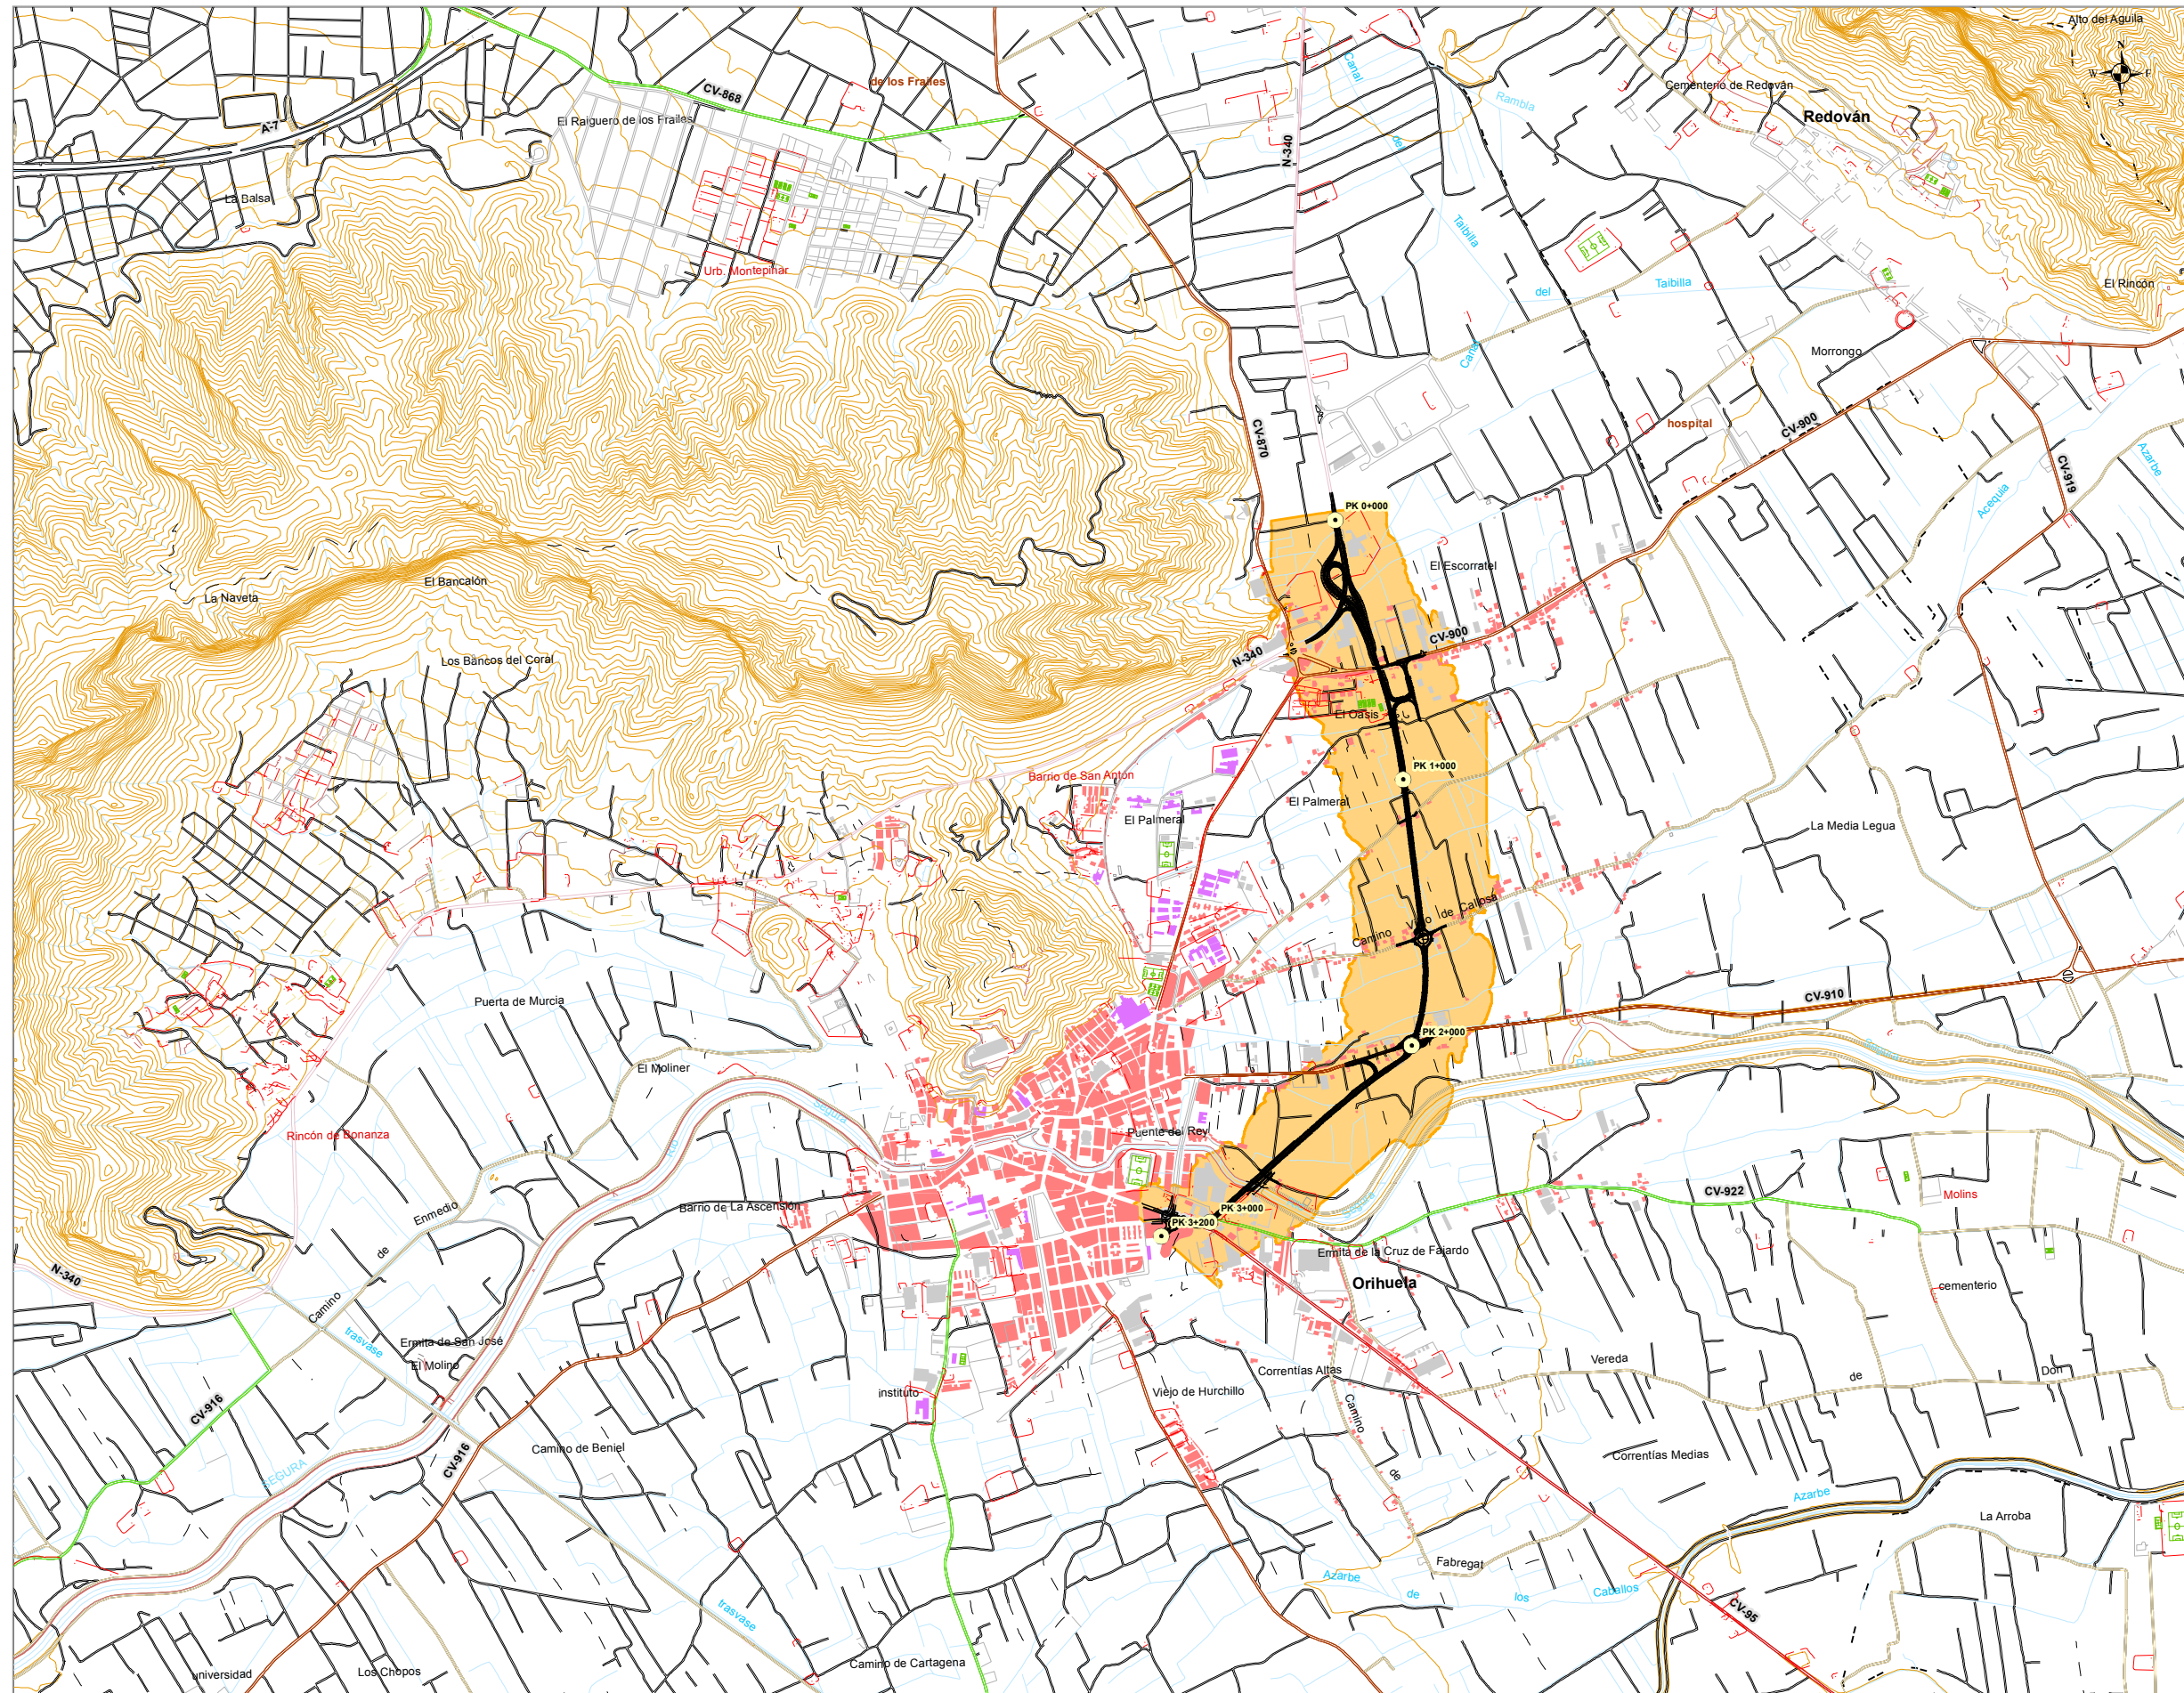 Alto del Aguila
N
W E
S
Canal
de
Taibilla
Rambla
Cementerio de Redován
Redován
de los Frailes
CV-868
El Raiguero de los Frailes
A-7
N-340
La Balsa
Urb. Montepinar
del
Taibilla
El Rincón
Canal
Morrongo
CV-870
hospital
CV-900
CV-919
Azarbe
Acequia
PK 0+000
El Escorratel
El Bancalón
La Naveta
CV-900
N-340
Los Bancos del Coral
El Oasis
PK 1+000
Barrio de San Antón
El Palmeral
El Palmeral
La Media Legua
Camino Viejo de Callosa
Puerta de Murcia
CV-910
PK 2+000
Río
Segura
El Moliner
Segura
Río
Puente del Rey
Rincón de Bonanza
CV-922
Molins
Barrio de La Ascensión
Segura
PK 3+000
PK 3+200
Enmedio
de
Camino
Ermita de la Cruz de Fajardo
Orihuela
cementerio
N-340
trasvase
Ermita de San José
El Molino
Correntías Altas
Vereda
de
Don
instituto
Viejo de Hurchillo
CV-916
Camino
de
Camino de Beniel
CV-916
SEGURA
Correntías Medias
Azarbe
La Arroba
Fabregat
Azarbe
de
los
Caballos
trasvase
CV-95
Camino de Cartagena
universidad
Los Chopos